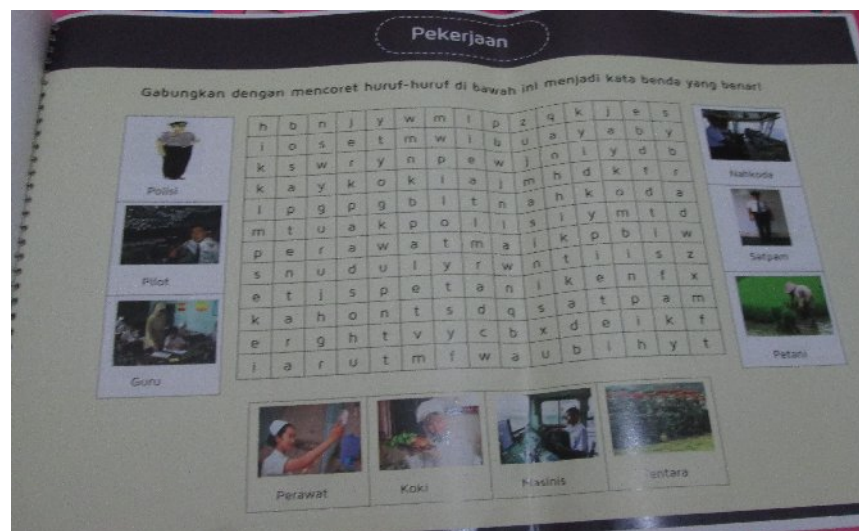 Pekerjaan
Gabungkan dengan mencoret huruf-huruf di bawah ini menjadi kata benda yang benar!
h b n j y w m l p z q k j e s
i o s e t m w i b u a y a b y
k s w r y n p e w j n i y d b
k a y k o k i a j m h d k t r
l p g p g b l t n a h k o d a
m t u a k p o l i s i y m t d
p e r a w a t m a i k p b l w
s n u d u l y r w n t i i s z
e t j s p e t a n i k e n f x
k a h o n t s d q s a t p a m
e r g h t v y c b x d e i k f
j a r u t m f w a u b l h y t
Polisi
Pilot
Guru
Nahkoda
Satpam
Petani
Perawat
Koki
Masinis